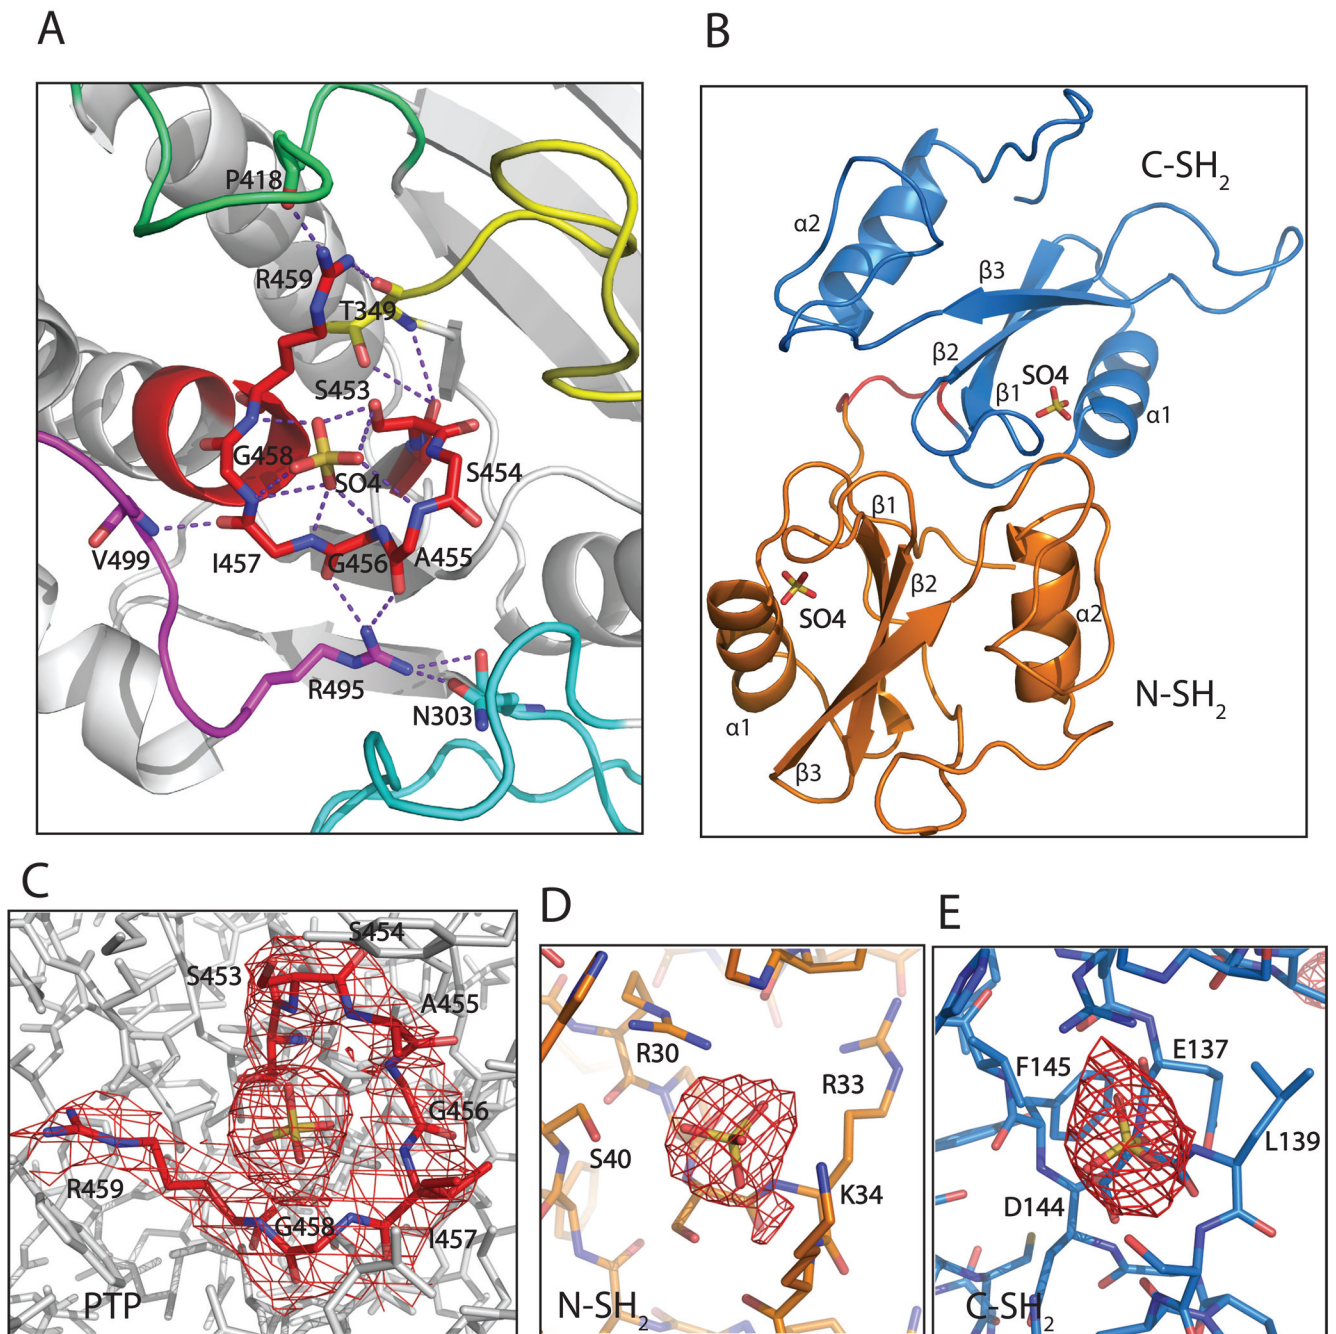 A
P418
R459
T349
S453
G458
SO4
S454
V499
I457
G456
A455
R495
N303
B
C-SH2
α2
β3
β2
β1
SO4
α1
β1
β2
SO4
α2
α1
N-SH2
β3
C
S454
S453
A455
G456
R459
G458
I457
PTP
D
R30
R33
S40
K34
N-SH2
E
F145
E137
L139
D144
C-SH2